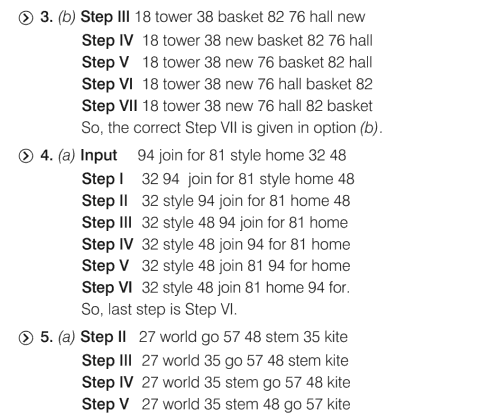 3. (b) Step III 18 tower 38 basket 82 76 hall new
Step IV 18 tower 38 new basket 82 76 hall
Step V 18 tower 38 new 76 basket 82 hall
Step VI 18 tower 38 new 76 hall basket 82
Step VII 18 tower 38 new 76 hall 82 basket
So, the correct Step VII is given in option (b).
4. (a) Input 94 join for 81 style home 32 48
Step I 32 94 join for 81 style home 48
Step II 32 style 94 join for 81 home 48
Step III 32 style 48 94 join for 81 home
Step IV 32 style 48 join 94 for 81 home
Step V 32 style 48 join 81 94 for home
Step VI 32 style 48 join 81 home 94 for.
So, last step is Step VI.
5. (a) Step II 27 world go 57 48 stem 35 kite
Step III 27 world 35 go 57 48 stem kite
Step IV 27 world 35 stem go 57 48 kite
Step V 27 world 35 stem 48 go 57 kite